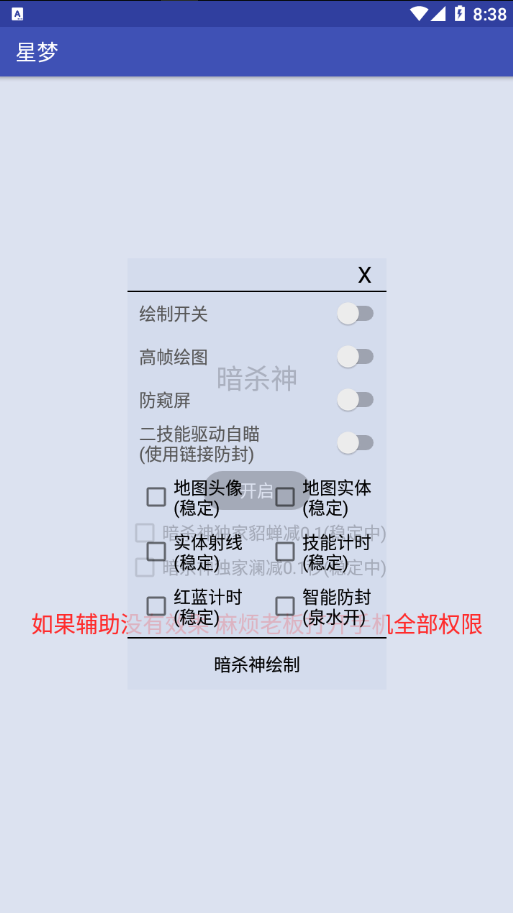 8:38
星梦
X
绘制开关
高帧绘图
暗杀神
防窥屏
二技能驱动自瞄
(使用链接防封)
开启
地图头像
(稳定)
地图实体
(稳定)
暗杀神独家貂蝉减0.1(稳定中)
实体射线
(稳定)
技能计时
(稳定)
暗杀神独家澜减0.1秒(稳定中)
红蓝计时
(稳定)
智能防封
(泉水开)
如果辅助没有效果 麻烦老板打开手机全部权限
暗杀神绘制